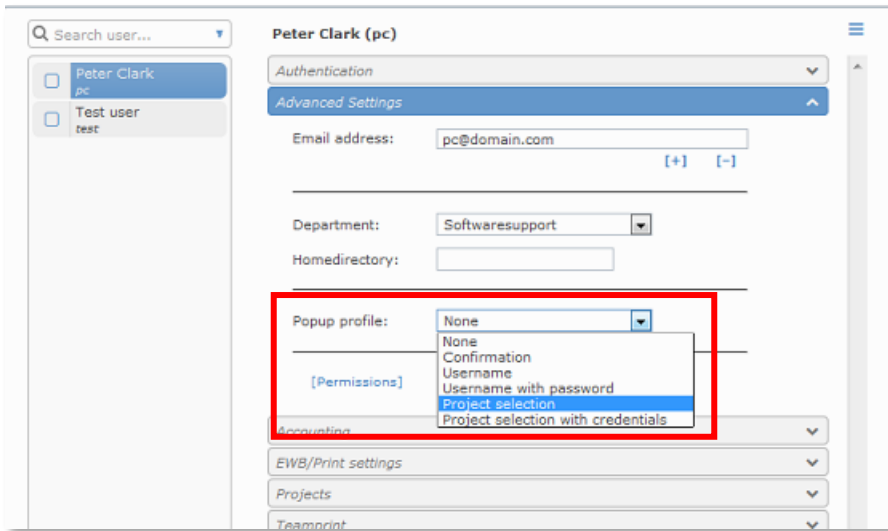 Search user...
Peter Clark
pc
Test user
test
Peter Clark (pc)
Authentication
Advanced Settings
Email address: pc@domain.com
[+] [-]
Department: Softwaresupport
Homedirectory:
Popup profile: None
None
Confirmation
Username
Username with password
[Permissions]
Project selection
Project selection with credentials
Accounting
EWB/Print settings
Projects
Teamprint